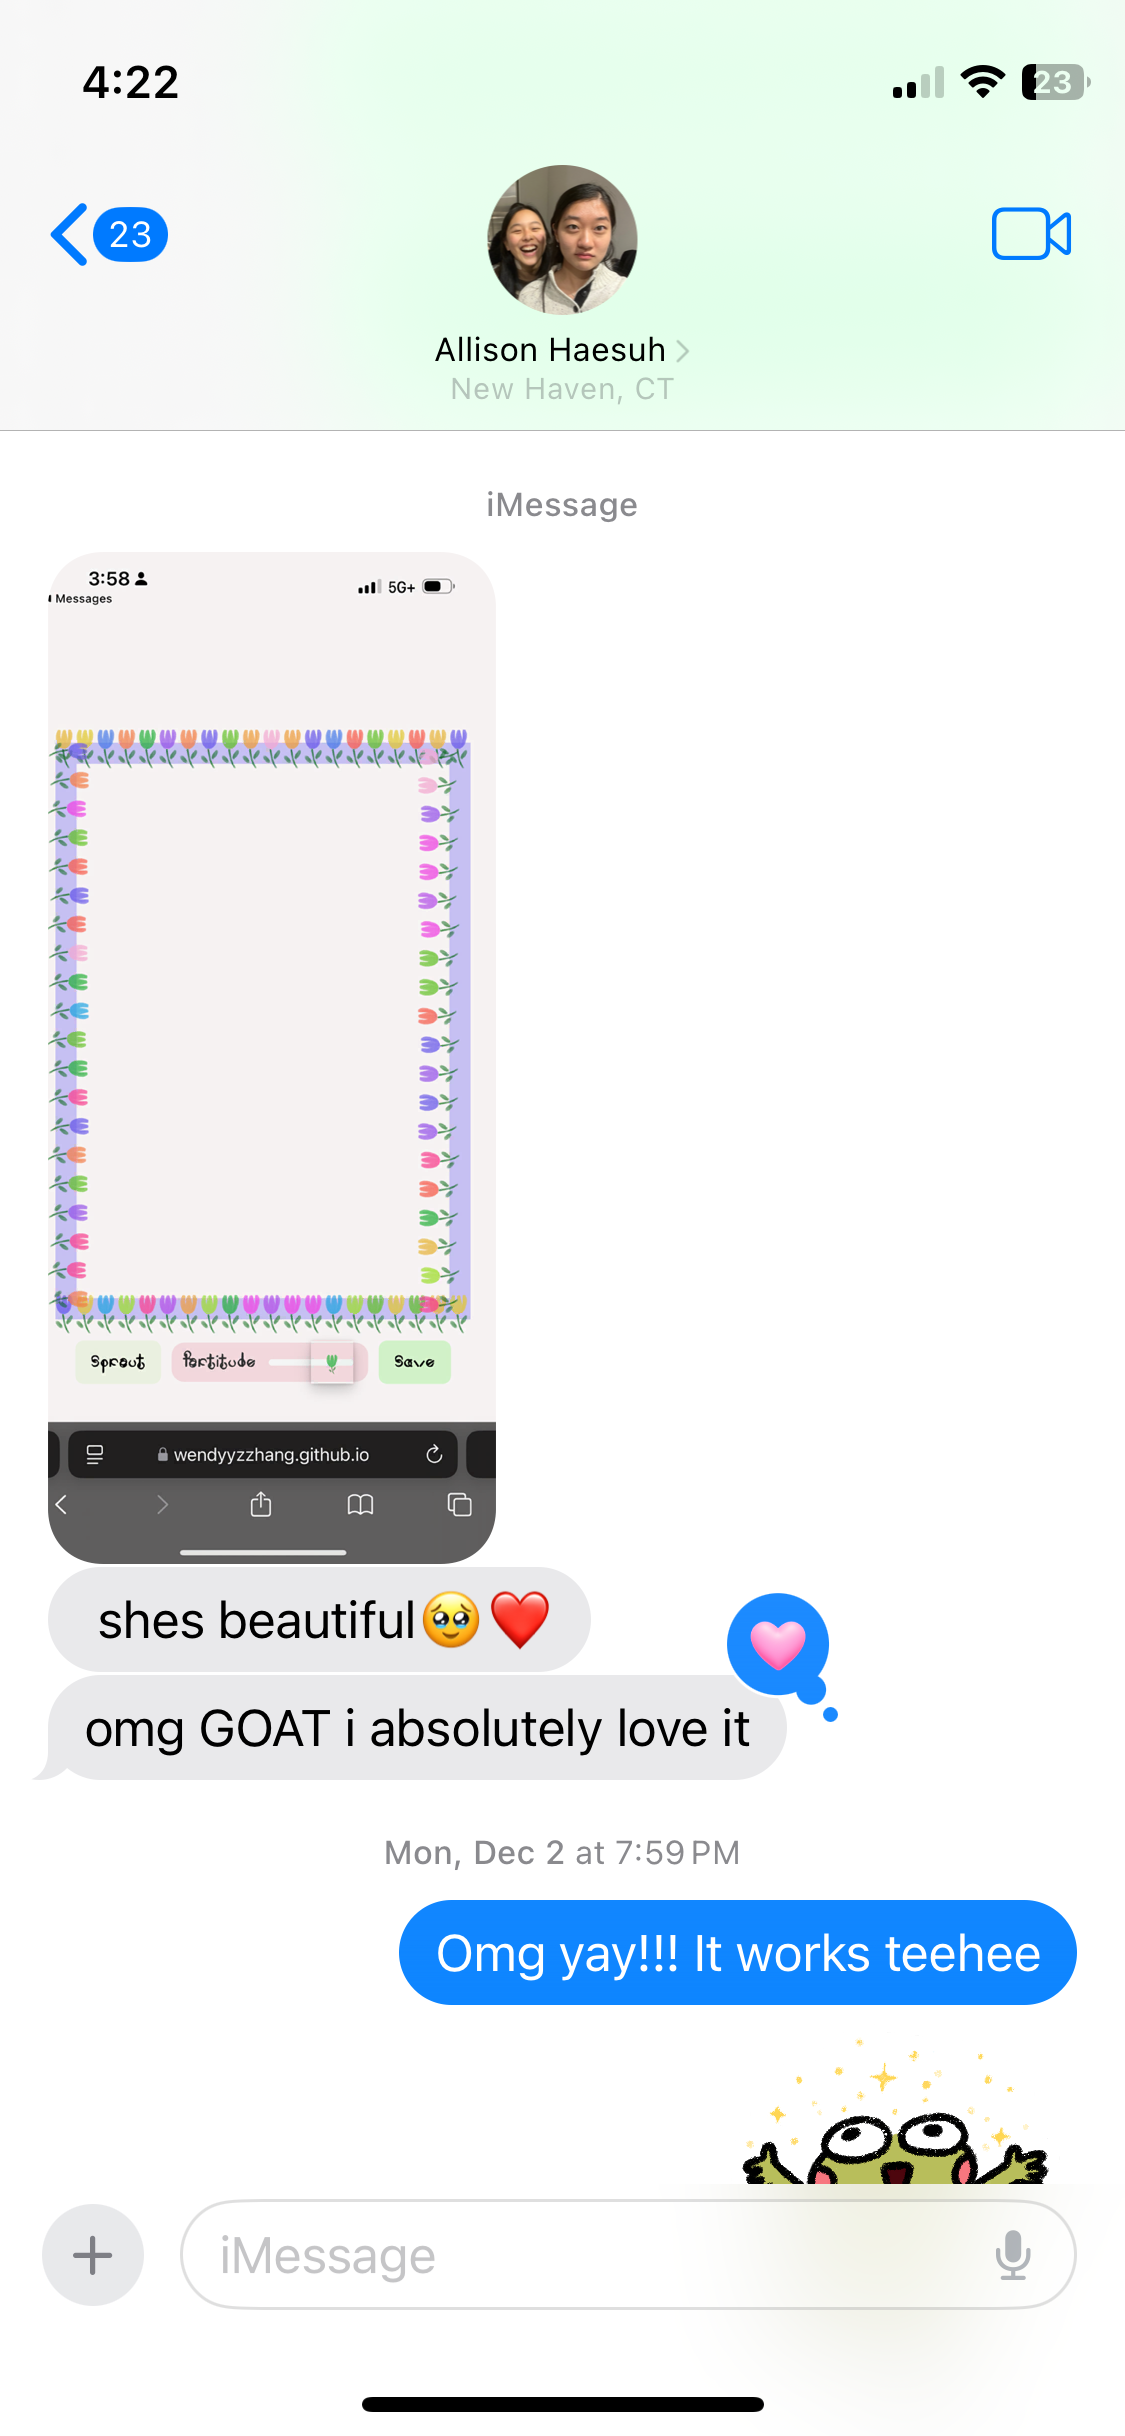 4:22
23
23
Allison Haesuh
New Haven, CT
iMessage
3:58
5G+
Messages
Sprout
fortitude
Save
wendyyzzhang.github.io
shes beautiful🥹❤️
omg GOAT i absolutely love it
Mon, Dec 2 at 7:59 PM
Omg yay!!! It works teehee
iMessage